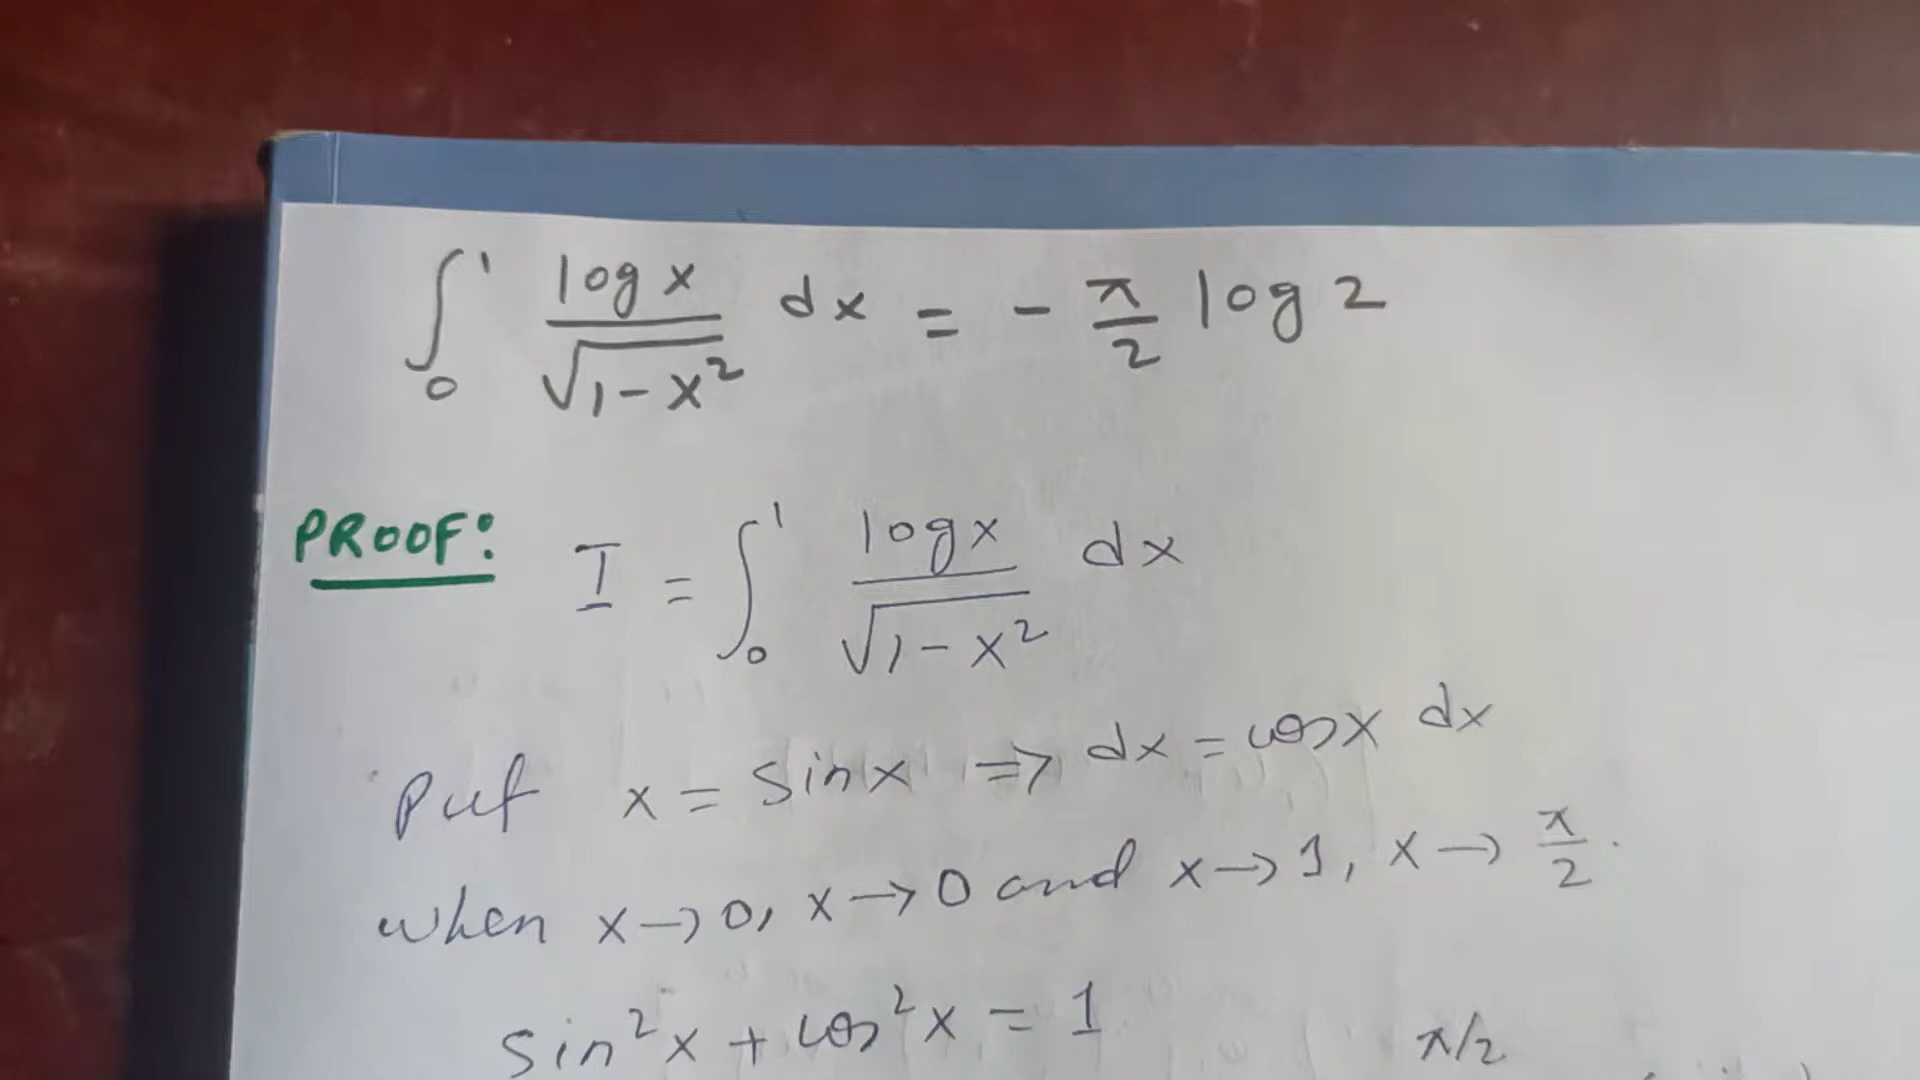 ∫₀¹ log x / √(1-x²) dx = - π/2 log 2
PROOF: I = ∫₀¹ log x / √(1-x²) dx
Put x = sin x ⇒ dx = cos x dx
when x → 0, x → 0 and x → 1, x → π/2.
sin²x + cos²x = 1
π/2